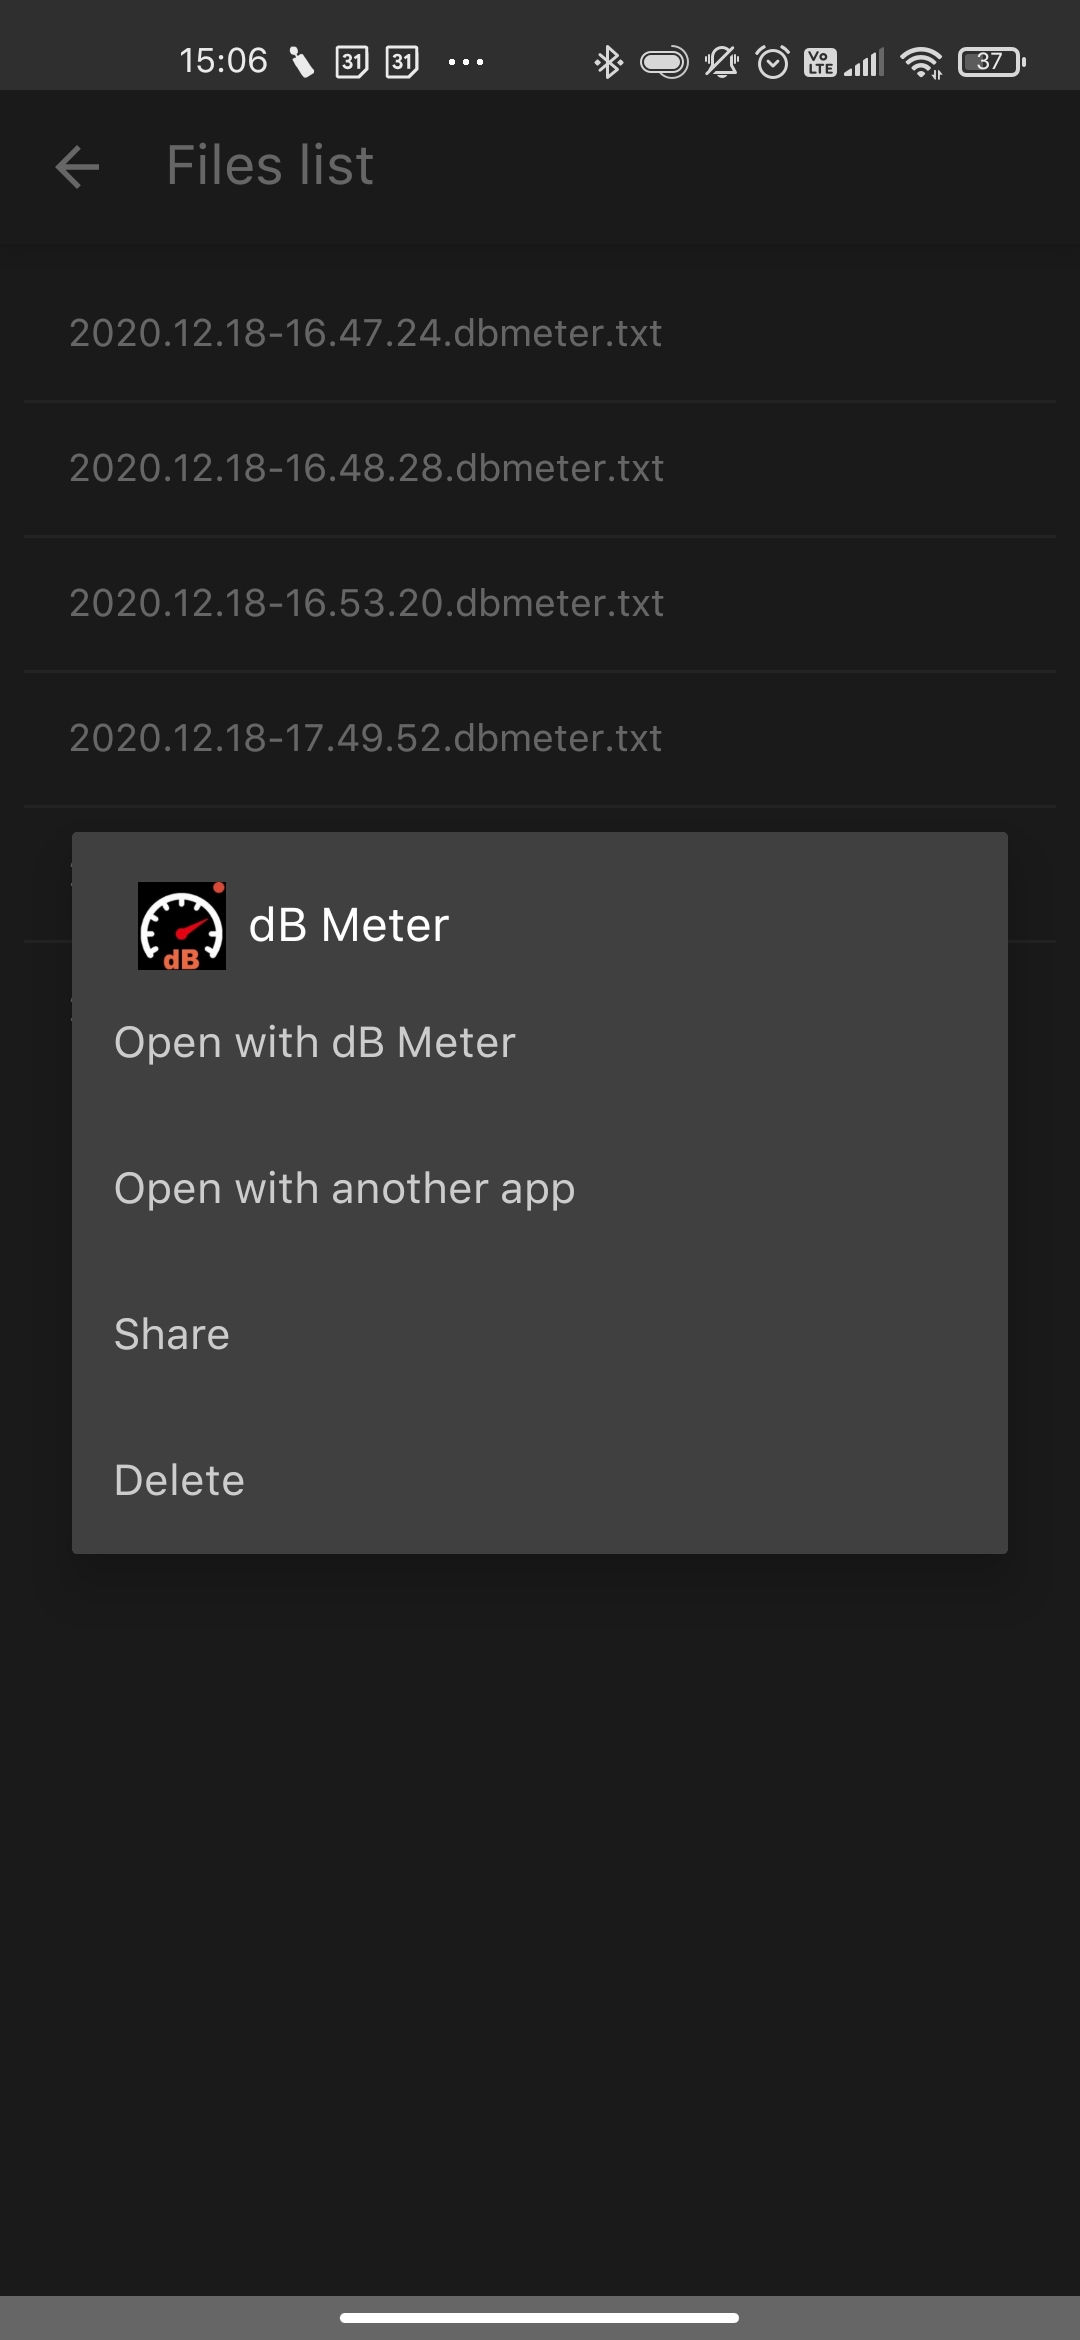 15:06 31 31 ... Vo LTE 37
Files list
2020.12.18-16.47.24.dbmeter.txt
2020.12.18-16.48.28.dbmeter.txt
2020.12.18-16.53.20.dbmeter.txt
2020.12.18-17.49.52.dbmeter.txt
dB
dB Meter
Open with dB Meter
Open with another app
Share
Delete